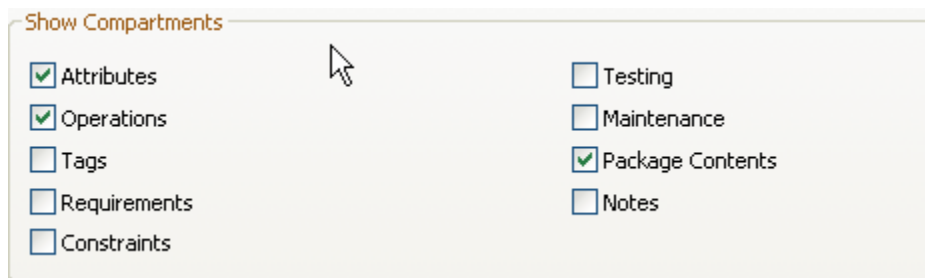 Show Compartments
Attributes
Operations
Tags
Requirements
Constraints
Testing
Maintenance
Package Contents
Notes